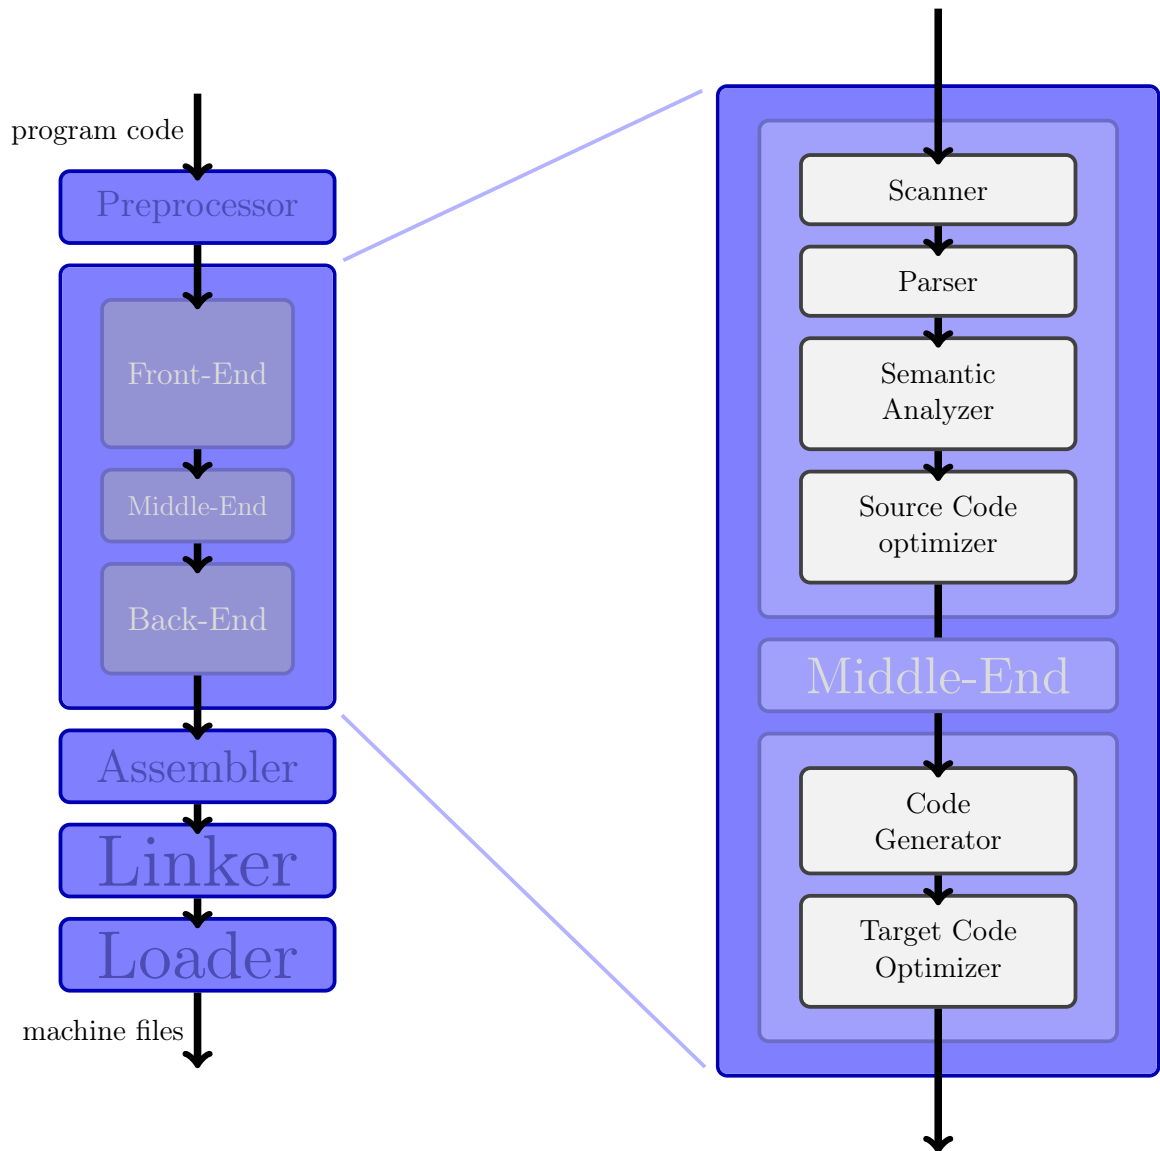 program code
Preprocessor
Front-End
Middle-End
Back-End
Assembler
Linker
Loader
machine files
Scanner
Parser
Semantic
Analyzer
Source Code
optimizer
Middle-End
Code
Generator
Target Code
Optimizer